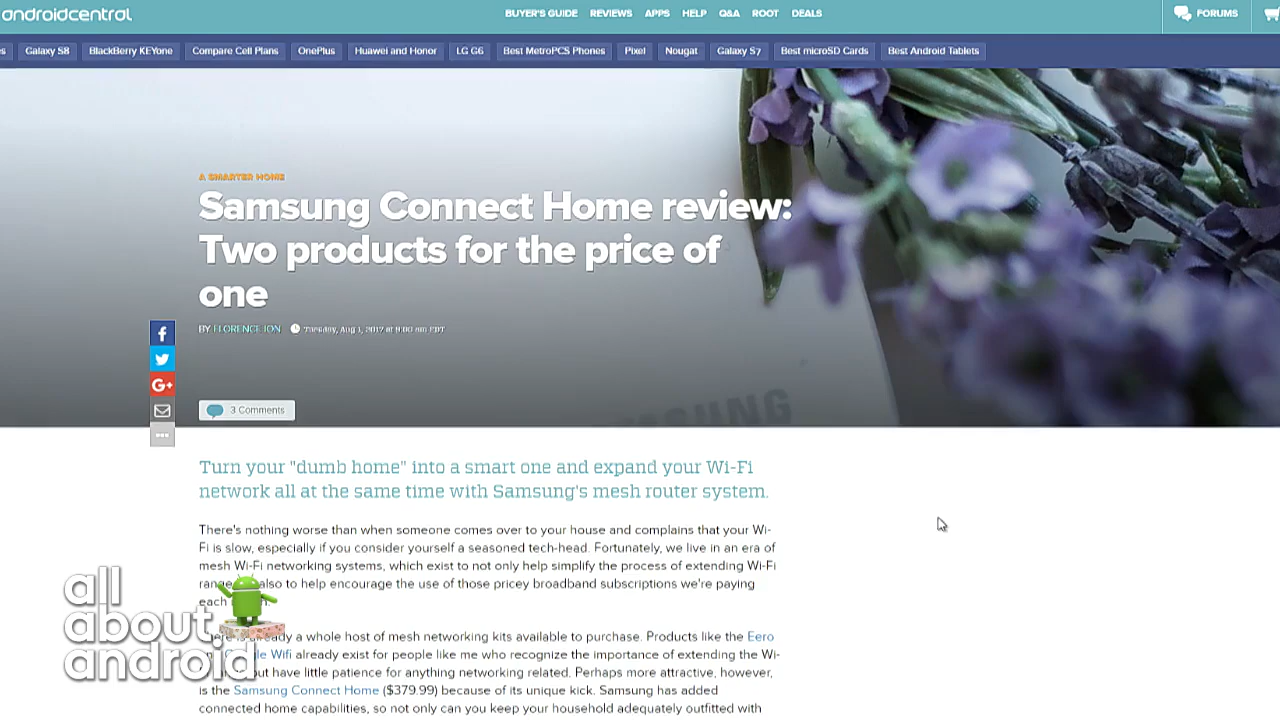 androidcentral
BUYER'S GUIDE REVIEWS APPS HELP Q&A ROOT DEALS
FORUMS
Galaxy S8 BlackBerry KEYone Compare Cell Plans OnePlus Huawei and Honor LG G6 Best MetroPCS Phones Pixel Nougat Galaxy S7 Best microSD Cards Best Android Tablets
A SMARTER HOME
Samsung Connect Home review:
Two products for the price of
one
BY FLORENCE ION Tuesday, Aug 1, 2017 at 9:00 am EDT
SAMSUNG
3 Comments
Turn your "dumb home" into a smart one and expand your Wi-Fi
network all at the same time with Samsung's mesh router system.
There's nothing worse than when someone comes over to your house and complains that your Wi-
Fi is slow, especially if you consider yourself a seasoned tech-head. Fortunately, we live in an era of
mesh Wi-Fi networking systems, which exist to not only help simplify the process of extending Wi-Fi
also to help encourage the use of those pricey broadband subscriptions we're paying
each
a whole host of mesh networking kits available to purchase. Products like the Eero
Wifi already exist for people like me who recognize the importance of extending the Wi-
but have little patience for anything networking related. Perhaps more attractive, however,
is the Samsung Connect Home ($379.99) because of its unique kick. Samsung has added
connected home capabilities, so not only can you keep your household adequately outfitted with
all
about
android